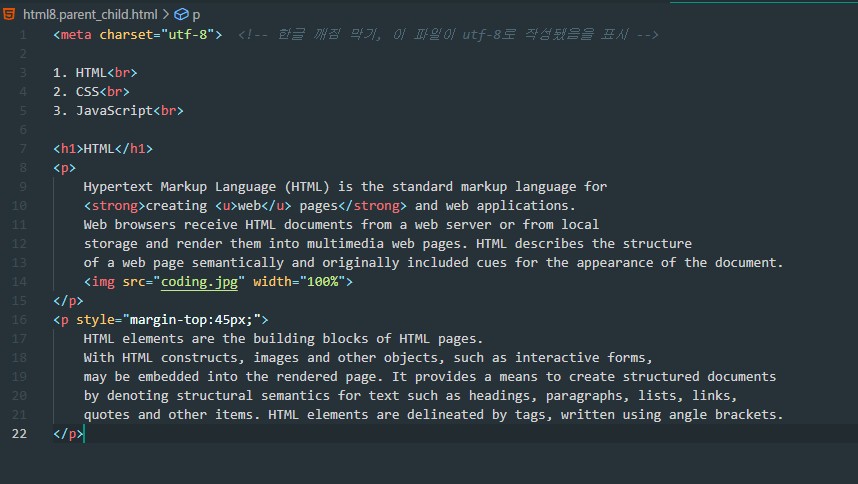 html8.parent_child.html > p
1 <meta charset="utf-8"> <!-- 한글 깨짐 막기, 이 파일이 utf-8로 작성됐음을 표시 -->
2
3 1. HTML<br>
4 2. CSS<br>
5 3. JavaScript<br>
6
7 <h1>HTML</h1>
8 <p>
9 Hypertext Markup Language (HTML) is the standard markup language for
10 <strong>creating <u>web</u> pages</strong> and web applications.
11 Web browsers receive HTML documents from a web server or from local
12 storage and render them into multimedia web pages. HTML describes the structure
13 of a web page semantically and originally included cues for the appearance of the document.
14 <img src="coding.jpg" width="100%">
15 </p>
16 <p style="margin-top:45px;">
17 HTML elements are the building blocks of HTML pages.
18 With HTML constructs, images and other objects, such as interactive forms,
19 may be embedded into the rendered page. It provides a means to create structured documents
20 by denoting structural semantics for text such as headings, paragraphs, lists, links,
21 quotes and other items. HTML elements are delineated by tags, written using angle brackets.
22 </p>